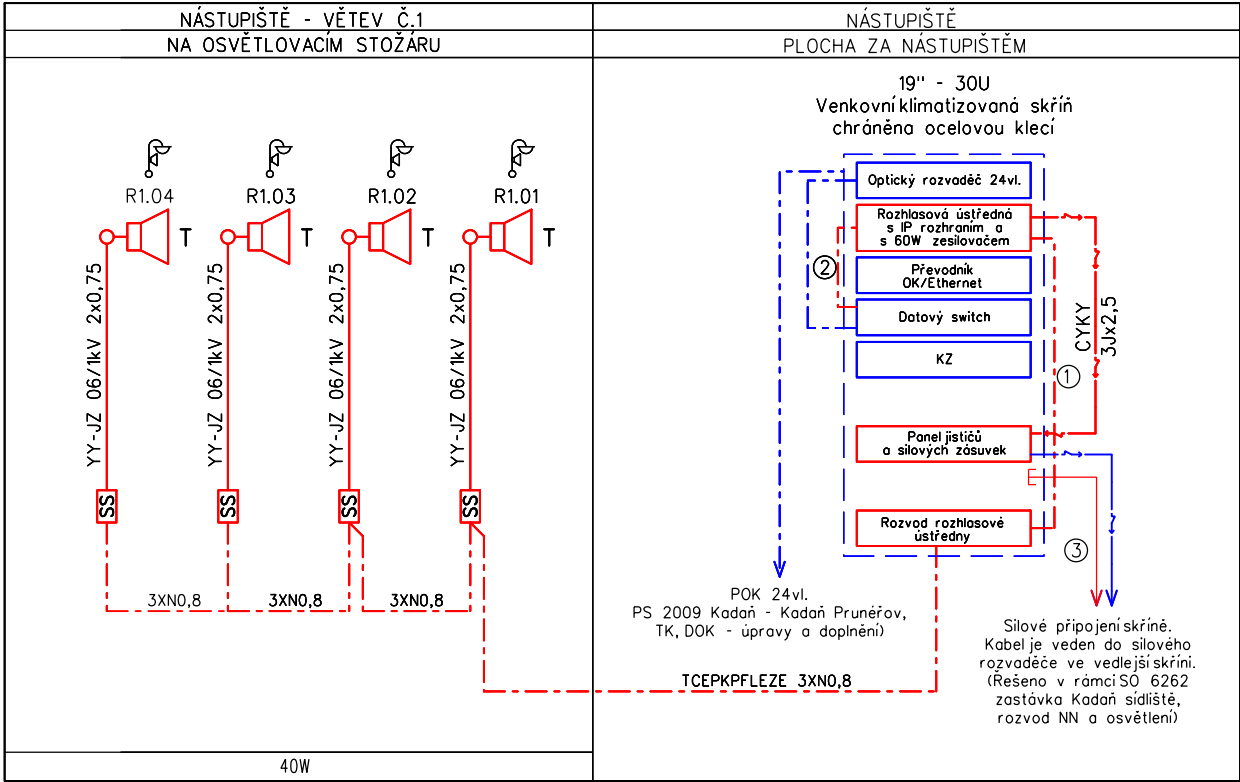 NÁSTUPIŠTĚ - VĚTEV Č.1
NA OSVĚTLOVACÍM STOŽÁRU
R1.04
R1.03
R1.02
R1.01
T
T
T
T
YY-JZ 06/1kV 2x0,75
YY-JZ 06/1kV 2x0,75
YY-JZ 06/1kV 2x0,75
YY-JZ 06/1kV 2x0,75
SS
SS
SS
SS
3XN0,8
3XN0,8
3XN0,8
TCEPKPFLEZE 3XN0,8
40W
NÁSTUPIŠTĚ
PLOCHA ZA NÁSTUPIŠTĚM
19'' - 30U
Venkovní klimatizovaná skříň
chráněna ocelovou klecí
Optický rozvaděč 24vl.
Rozhlasová ústředná
s IP rozhraním a
s 60W zesilovačem
2
Převodník
OK/Ethernet
Datový switch
KZ
CYKY
3Jx2,5
1
Panel jističů
a silových zásuvek
Rozvod rozhlasové
ústředny
3
POK 24vl.
PS 2009 Kadaň - Kadaň Prunéřov,
TK, DOK - úpravy a doplnění)
Silové připojení skříně.
Kabel je veden do silového
rozvaděče ve vedlejší skříni.
(Řešeno v rámci SO 6262
zastávka Kadaň sídliště,
rozvod NN a osvětlení)